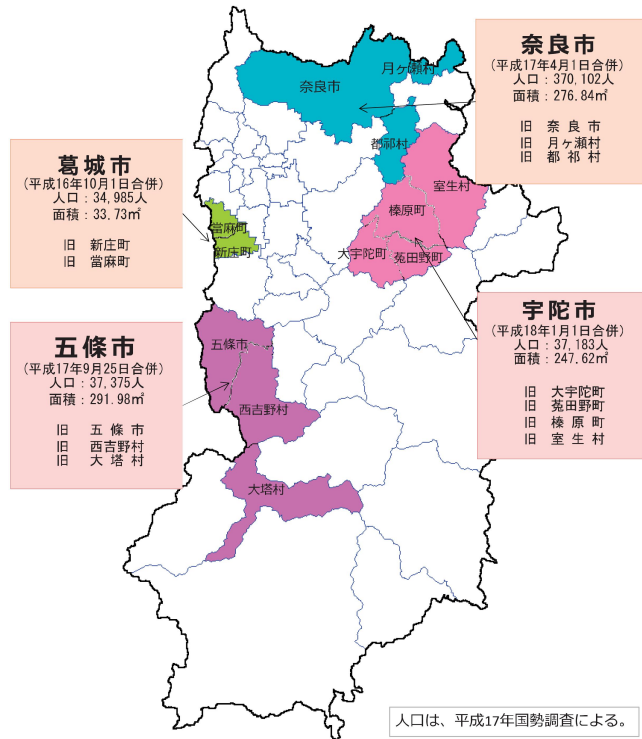 奈良市
(平成17年4月1日合併)
人口：370,102人
面積：276.84㎡
旧　奈良市
旧　月ヶ瀬村
旧　都祁村
葛城市
(平成16年10月1日合併)
人口：34,985人
面積：33.73㎡
旧　新庄町
旧　當麻町
五條市
(平成17年9月25日合併)
人口：37,375人
面積：291.98㎡
旧　五條市
旧　西吉野村
旧　大塔村
宇陀市
(平成18年1月1日合併)
人口：37,183人
面積：247.62㎡
旧　大宇陀町
旧　菟田野町
旧　榛原町
旧　室生村
奈良市
月ヶ瀬村
都祁村
室生村
榛原町
大宇陀町
菟田野町
當麻町
新庄町
五條市
西吉野村
大塔村
人口は、平成17年国勢調査による。